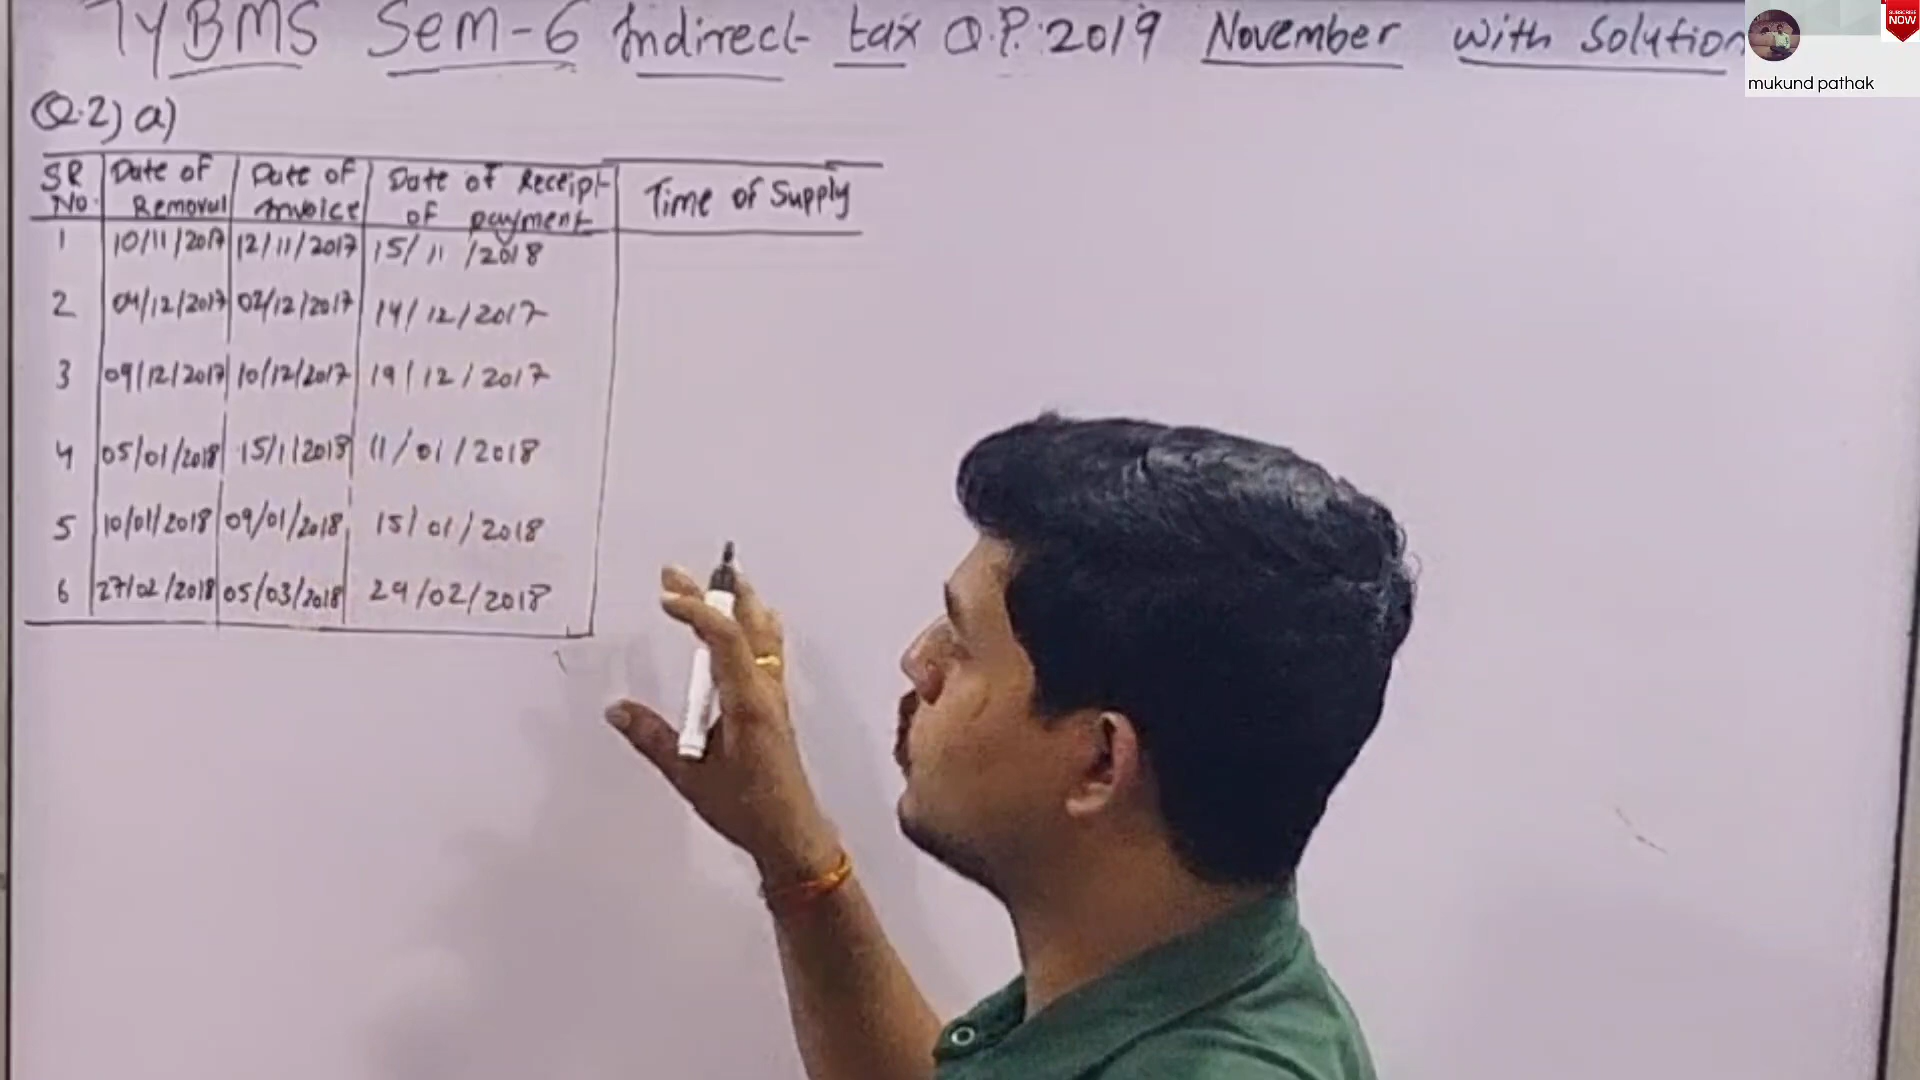 TyBMS Sem-6 Indirect tax Q.P. 2019 November with Solution
SUBSCRIBE NOW
mukund pathak
Q.2) a)
SR No. Date of Removal Date of Invoice Date of Receipt of payment Time of Supply
1 10/11/2017 12/11/2017 15/11/2018
2 04/12/2017 02/12/2017 14/12/2017
3 09/12/2017 10/12/2017 19/12/2017
4 05/01/2018 15/1/2018 11/01/2018
5 10/01/2018 09/01/2018 15/01/2018
6 27/02/2018 05/03/2018 29/02/2018